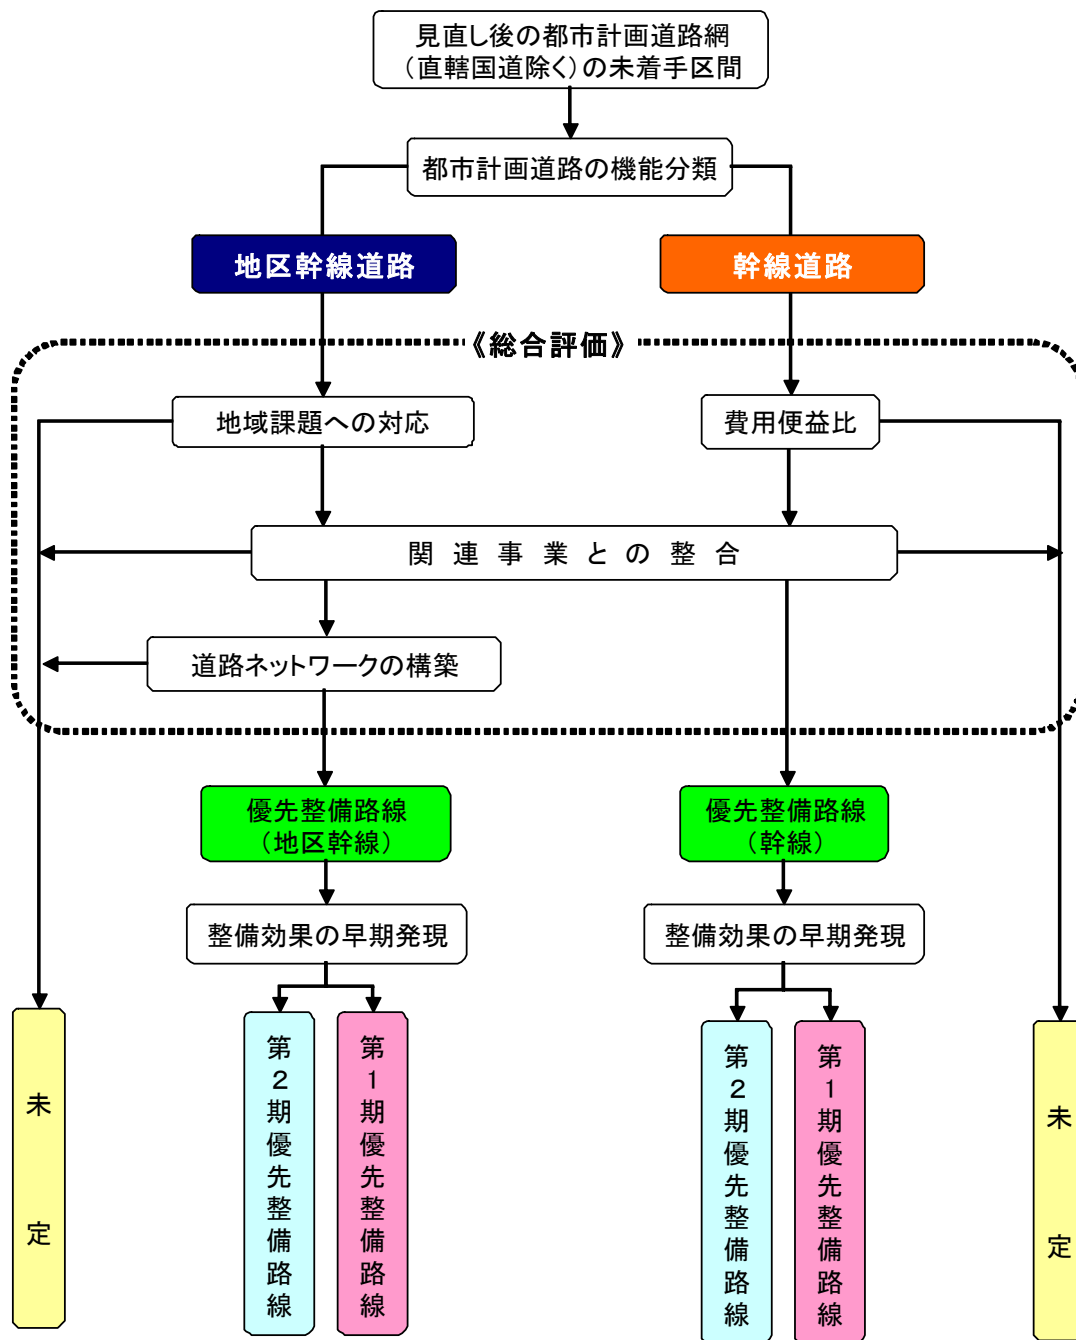 見直し後の都市計画道路網
（直轄国道除く）の未着手区間
都市計画道路の機能分類
地区幹線道路
幹線道路
《総合評価》
地域課題への対応
費用便益比
関連事業との整合
道路ネットワークの構築
優先整備路線
（地区幹線）
優先整備路線
（幹線）
整備効果の早期発現
整備効果の早期発現
未定
第２期優先整備路線
第１期優先整備路線
第２期優先整備路線
第１期優先整備路線
未定